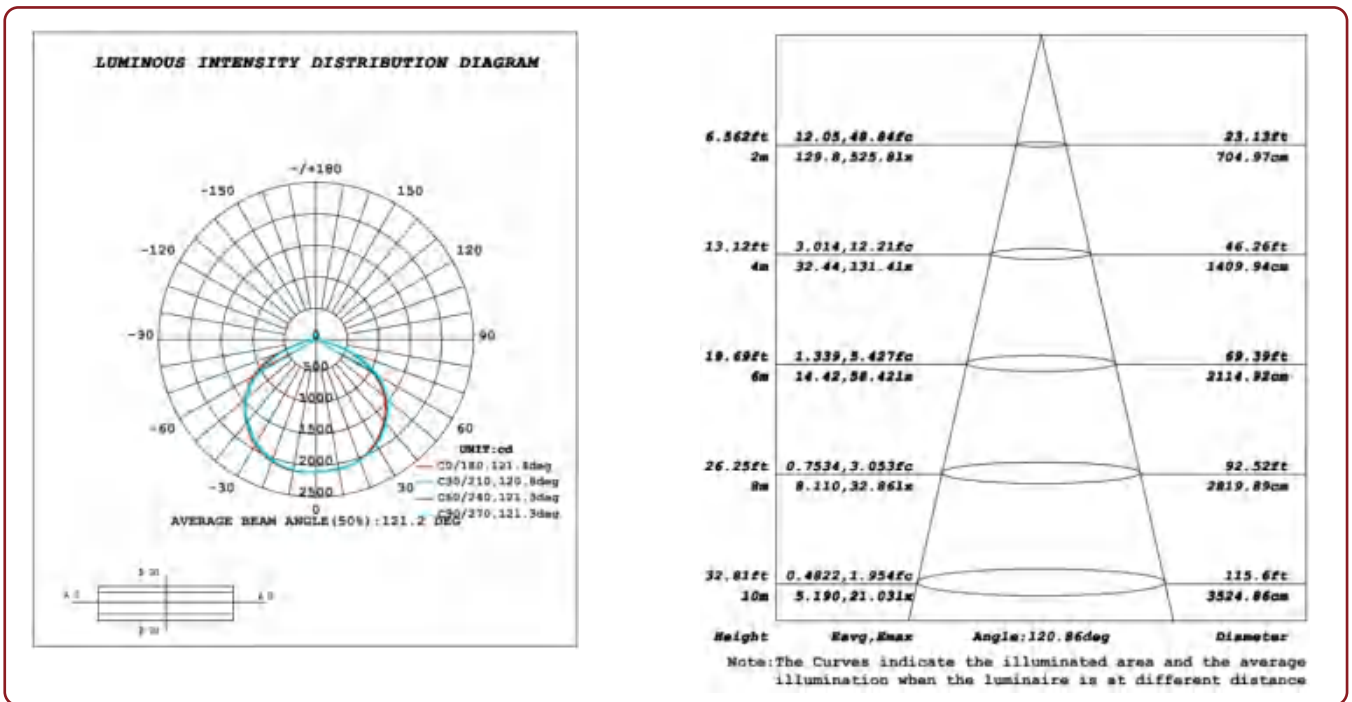 LUMINOUS INTENSITY DISTRIBUTION DIAGRAM
-/+180
-150 150
-120 120
-90 90
-60 60
-30 30
0
0
500
1000
1500
2000
2500
UNIT:cd
C0/180,121.8deg
C30/210,120.8deg
C60/240,121.3deg
C90/270,121.3deg
AVERAGE BEAM ANGLE(50%):121.2 DEG
6.562ft 12.05,48.84fc 23.13ft
2m 129.8,525.8lx 704.97cm
13.12ft 3.014,12.21fc 46.26ft
4m 32.44,131.4lx 1409.94cm
19.69ft 1.339,5.427fc 69.39ft
6m 14.42,58.42lx 2114.92cm
26.25ft 0.7534,3.053fc 92.52ft
8m 8.110,32.86lx 2819.89cm
32.81ft 0.4822,1.954fc 115.6ft
10m 5.190,21.03lx 3524.86cm
Height Eavg,Emax Angle:120.86deg Diameter
Note:The Curves indicate the illuminated area and the average
illumination when the luminaire is at different distance